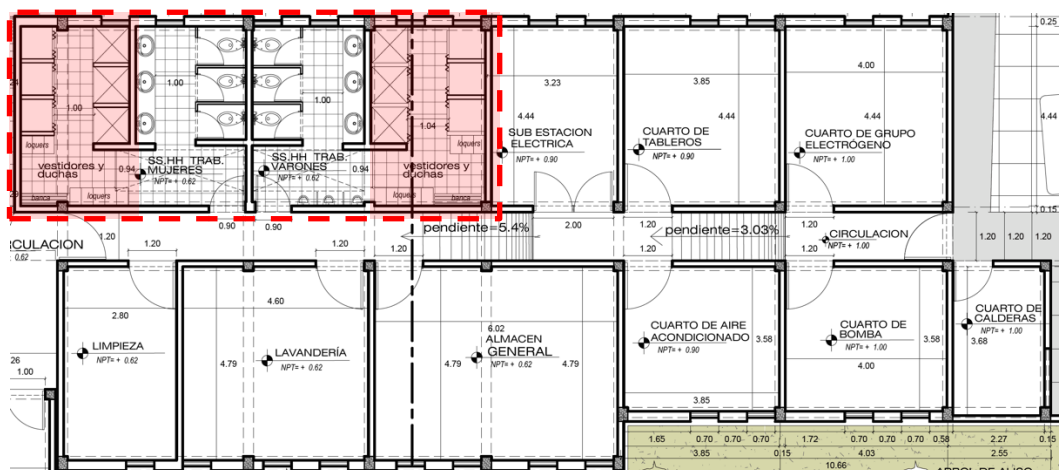 0.25
1.00
1.00
1.04
3.23
3.85
4.00
4.44
4.44
4.44
loquers
loquers
SUB ESTACION
ELECTRICA
NPT= + 0.90
CUARTO DE
TABLEROS
NPT= + 0.90
CUARTO DE GRUPO
ELECTRÓGENO
NPT= + 1.00
vestidores y
duchas
0.94
SS.HH TRAB.
MUJERES
NPT= + 0.62
SS.HH TRAB.
VARONES
NPT= + 0.62
0.94
vestidores y
duchas
loquers
banca
loquers
banca
0.15
0.90
0.90
2.00
1.20
1.20
1.20
0.15
RCULACION
0.62
1.20
1.20
1.20
pendiente=5.4%
pendiente=3.03%
CIRCULACION
NPT= + 1.00
1.20
1.20
1.20
1.20
1.20
1.20
2.80
4.60
6.02
LIMPIEZA
NPT= + 0.62
LAVANDERÍA
NPT= + 0.62
ALMACEN
GENERAL
NPT= + 0.62
4.79
4.79
4.79
CUARTO DE AIRE
ACONDICIONADO
NPT= + 0.90
3.58
CUARTO DE
BOMBA
NPT= + 1.00
3.58
4.00
CUARTO DE
CALDERAS
NPT= + 1.00
3.68
26
1.00
3.85
1.65
0.70
0.70
0.70
1.72
0.70
0.70
0.70
0.58
2.27
0.15
3.85
0.15
4.03
2.55
10.66